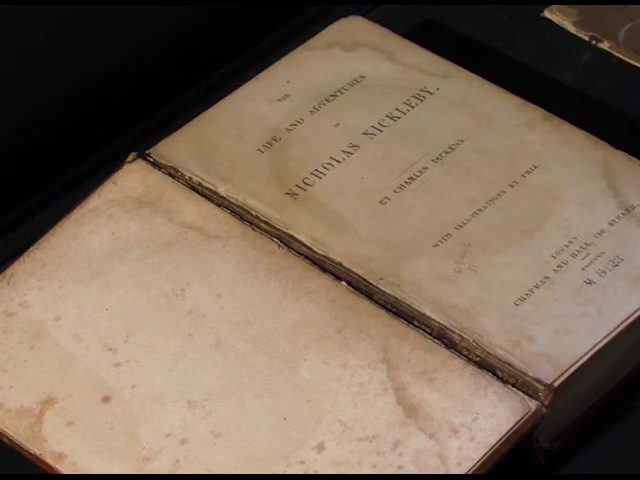 THE
LIFE AND ADVENTURES
OF
NICHOLAS NICKLEBY.
BY CHARLES DICKENS.
WITH ILLUSTRATIONS BY PHIZ.
LONDON:
CHAPMAN AND HALL, 186, STRAND.